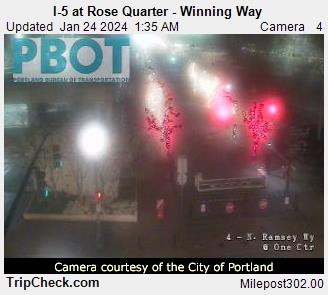 I-5 at Rose Quarter - Winning Way
Updated Jan 24 2024 1:35 AM Camera 4
PBOT
PORTLAND BUREAU OF TRANSPORTATION
4 - N. Ramsey Wy
@ One Ctr
Camera courtesy of the City of Portland
TripCheck.com Milepost302.00